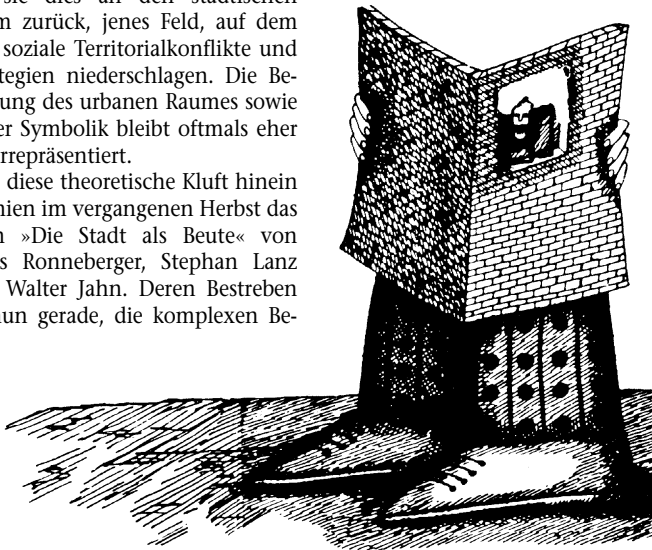 sie dies an den städtischen
m zurück, jenes Feld, auf dem
soziale Territorialkonflikte und
tegien niederschlagen. Die Be-
ung des urbanen Raumes sowie
er Symbolik bleibt oftmals eher
rrepräsentiert.
diese theoretische Kluft hinein
nien im vergangenen Herbst das
»Die Stadt als Beute« von
s Ronneberger, Stephan Lanz
Walter Jahn. Deren Bestreben
nun gerade, die komplexen Be-